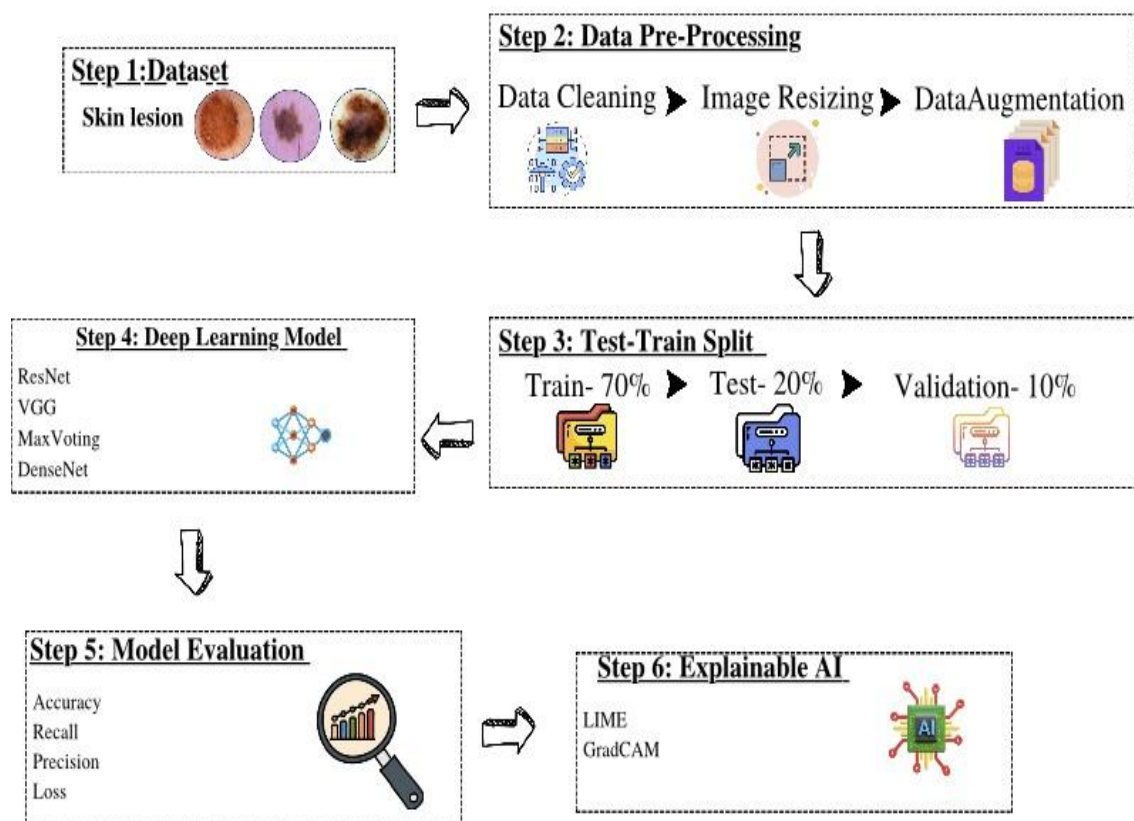 Step 1:Dataset
Skin lesion
Step 2: Data Pre-Processing
Data Cleaning Image Resizing DataAugmentation
Step 3: Test-Train Split
Train- 70% Test- 20% Validation- 10%
Step 4: Deep Learning Model
ResNet
VGG
MaxVoting
DenseNet
Step 5: Model Evaluation
Accuracy
Recall
Precision
Loss
Step 6: Explainable AI
LIME
GradCAM
AI